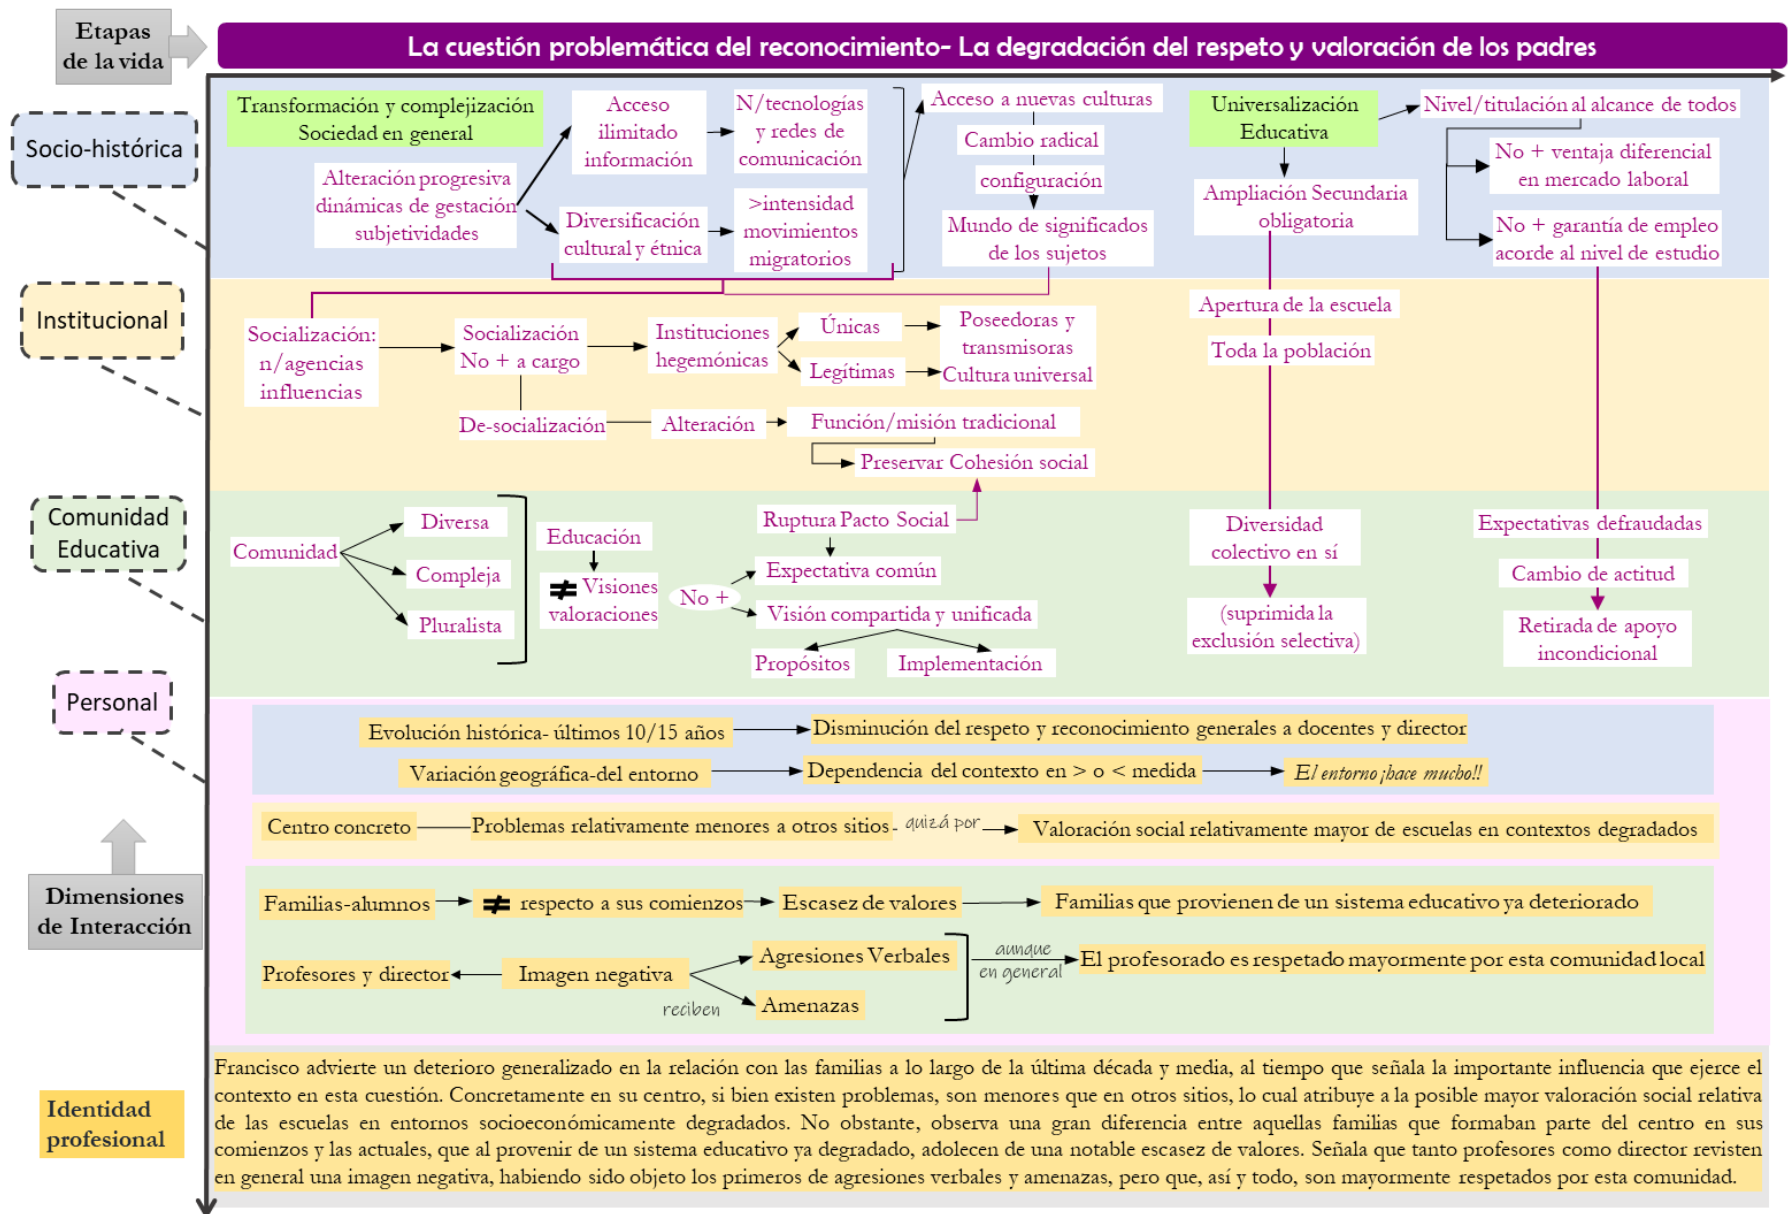 Etapas
de la vida
La cuestión problemática del reconocimiento- La degradación del respeto y valoración de los padres
Socio-histórica
Transformación y complejización
Sociedad en general
Alteración progresiva
dinámicas de gestación
subjetividades
Acceso
ilimitado
información
N/tecnologías
y redes de
comunicación
Diversificación
cultural y étnica
>intensidad
movimientos
migratorios
Acceso a nuevas culturas
Cambio radical
configuración
Mundo de significados
de los sujetos
Universalización
Educativa
Ampliación Secundaria
obligatoria
Nivel/titulación al alcance de todos
No + ventaja diferencial
en mercado laboral
No + garantía de empleo
acorde al nivel de estudio
Institucional
Socialización:
n/agencias
influencias
Socialización
No + a cargo
Instituciones
hegemónicas
Únicas
Legítimas
Poseedoras y
transmisoras
Cultura universal
De-socialización
Alteración
Función/misión tradicional
Preservar Cohesión social
Apertura de la escuela
Toda la población
Comunidad
Educativa
Comunidad
Diversa
Compleja
Pluralista
Educación
≠ Visiones
valoraciones
No +
Ruptura Pacto Social
Expectativa común
Visión compartida y unificada
Propósitos
Implementación
Diversidad
colectivo en sí
(suprimida la
exclusión selectiva)
Expectativas defraudadas
Cambio de actitud
Retirada de apoyo
incondicional
Personal
Evolución histórica- últimos 10/15 años
Disminución del respeto y reconocimiento generales a docentes y director
Variación geográfica-del entorno
Dependencia del contexto en > o < medida
El entorno ¡hace mucho!!
Centro concreto
Problemas relativamente menores a otros sitios
quizá por
Valoración social relativamente mayor de escuelas en contextos degradados
Dimensiones
de Interacción
Familias-alumnos
≠ respecto a sus comienzos
Escasez de valores
Familias que provienen de un sistema educativo ya deteriorado
Profesores y director
Imagen negativa
reciben
Agresiones Verbales
Amenazas
aunque
en general
El profesorado es respetado mayormente por esta comunidad local
Identidad
profesional
Francisco advierte un deterioro generalizado en la relación con las familias a lo largo de la última década y media, al tiempo que señala la importante influencia que ejerce el
contexto en esta cuestión. Concretamente en su centro, si bien existen problemas, son menores que en otros sitios, lo cual atribuye a la posible mayor valoración social relativa
de las escuelas en entornos socioeconómicamente degradados. No obstante, observa una gran diferencia entre aquellas familias que formaban parte del centro en sus
comienzos y las actuales, que al provenir de un sistema educativo ya degradado, adolecen de una notable escasez de valores. Señala que tanto profesores como director revisten
en general una imagen negativa, habiendo sido objeto los primeros de agresiones verbales y amenazas, pero que, así y todo, son mayormente respetados por esta comunidad.